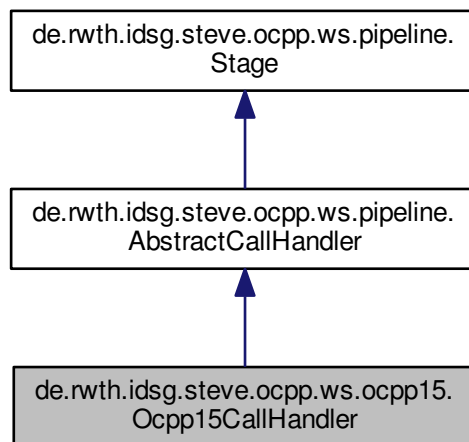 de.rwth.idsg.steve.ocpp.ws.pipeline.
Stage
de.rwth.idsg.steve.ocpp.ws.pipeline.
AbstractCallHandler
de.rwth.idsg.steve.ocpp.ws.ocpp15.
Ocpp15CallHandler